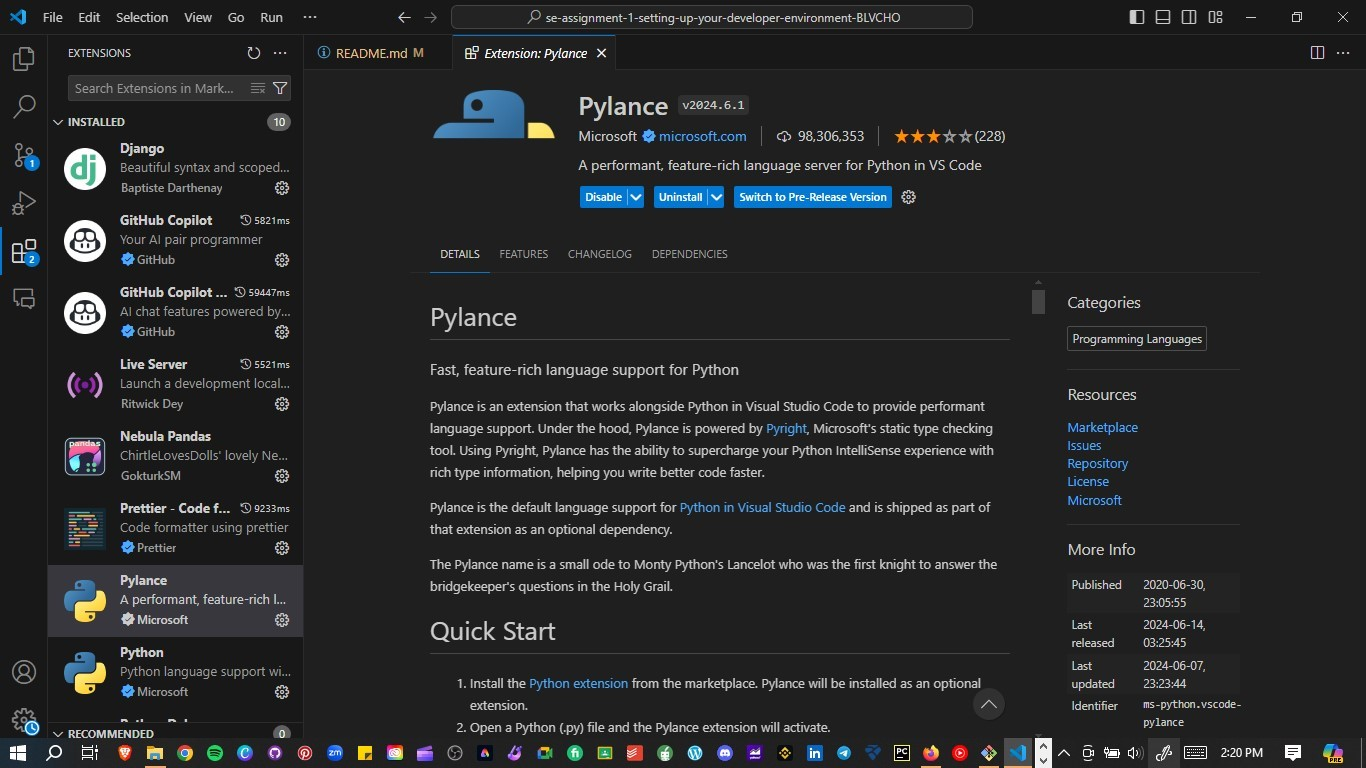 File Edit Selection View Go Run ··· se-assignment-1-setting-up-your-developer-environment-BLVCHO
EXTENSIONS
README.md M
Extension: Pylance
Search Extensions in Mark...
INSTALLED 10
Django
Beautiful syntax and scoped...
Baptiste Darthenay
GitHub Copilot 5821ms
Your AI pair programmer
GitHub
GitHub Copilot ... 59447ms
AI chat features powered by...
GitHub
Live Server 5521ms
Launch a development local...
Ritwick Dey
Nebula Pandas
ChirtleLovesDolls' lovely Ne...
GokturkSM
Prettier - Code f... 9233ms
Code formatter using prettier
Prettier
Pylance
A performant, feature-rich l...
Microsoft
Python
Python language support wi...
Microsoft
RECOMMENDED 0
1
2
dj
pandas
Pylance v2024.6.1
Microsoft microsoft.com 98,306,353 (228)
A performant, feature-rich language server for Python in VS Code
Disable Uninstall Switch to Pre-Release Version
DETAILS FEATURES CHANGELOG DEPENDENCIES
Pylance
Fast, feature-rich language support for Python
Pylance is an extension that works alongside Python in Visual Studio Code to provide performant
language support. Under the hood, Pylance is powered by Pyright, Microsoft's static type checking
tool. Using Pyright, Pylance has the ability to supercharge your Python IntelliSense experience with
rich type information, helping you write better code faster.
Pylance is the default language support for Python in Visual Studio Code and is shipped as part of
that extension as an optional dependency.
The Pylance name is a small ode to Monty Python's Lancelot who was the first knight to answer the
bridgekeeper's questions in the Holy Grail.
Quick Start
1. Install the Python extension from the marketplace. Pylance will be installed as an optional
extension.
2. Open a Python (.py) file and the Pylance extension will activate.
Categories
Programming Languages
Resources
Marketplace
Issues
Repository
License
Microsoft
More Info
Published 2020-06-30,
23:05:55
Last 2024-06-14,
released 03:25:45
Last 2024-06-07,
updated 23:23:44
Identifier ms-python.vscode-
pylance
zm
PC
in
2:20 PM
PRE